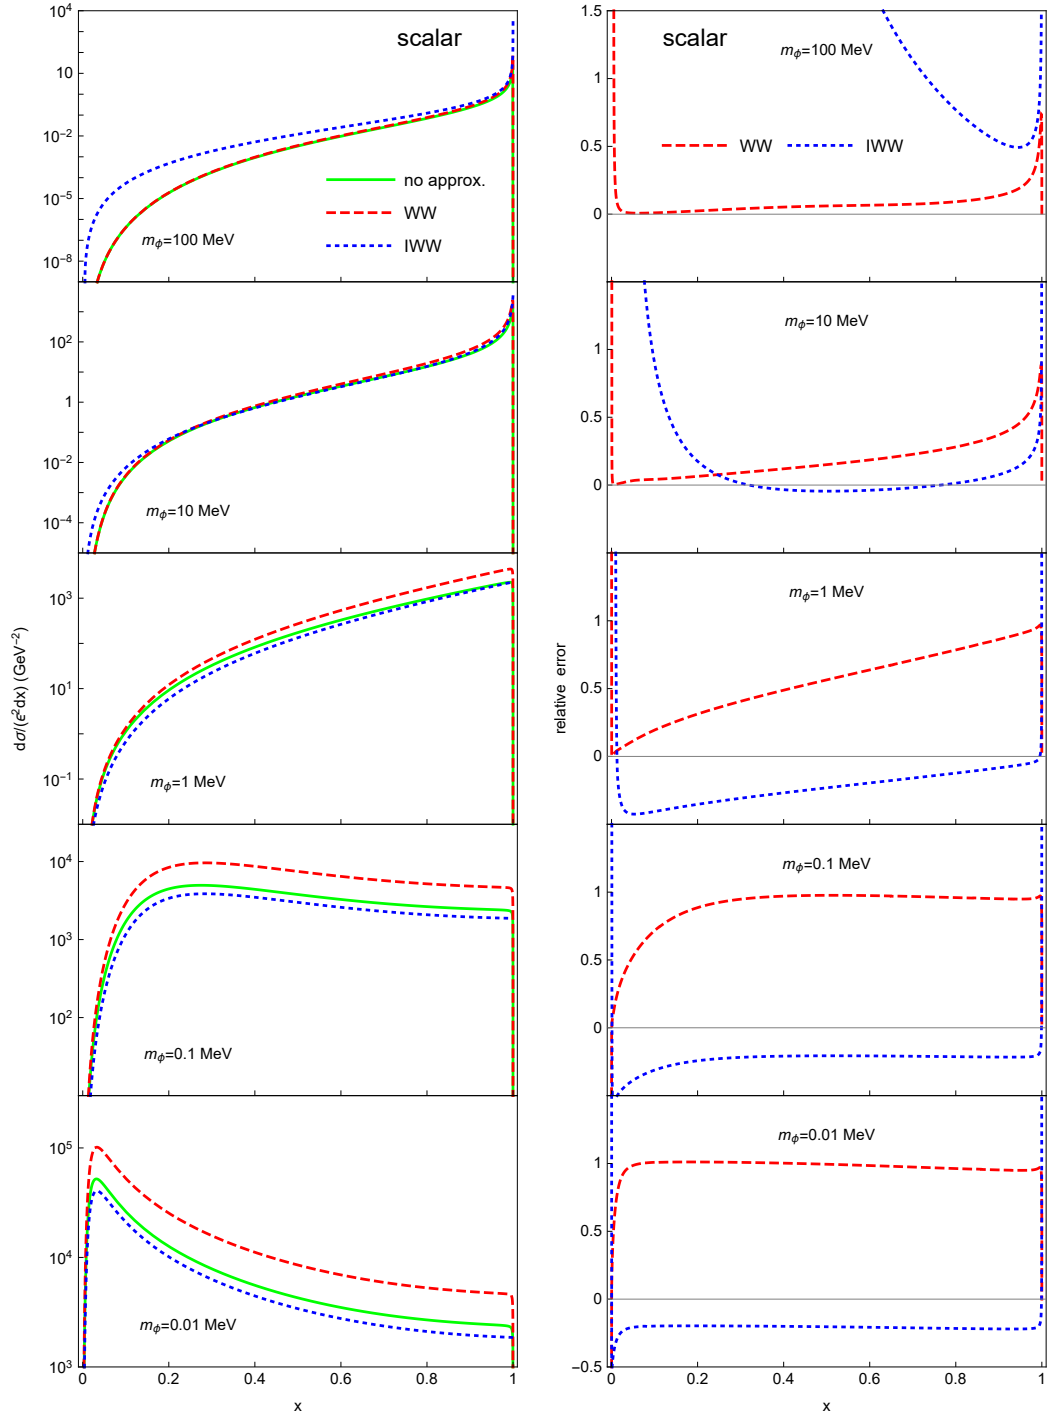 scalar
10^4
10
10^−2
10^−5
10^−8
no approx.
WW
IWW
m_ϕ=100 MeV
10^2
1
10^−2
10^−4
m_ϕ=10 MeV
10^3
10^1
10^−1
m_ϕ=1 MeV
dσ/(ϵ^2dx) (GeV^−2)
10^4
10^3
10^2
m_ϕ=0.1 MeV
10^5
10^4
10^3
m_ϕ=0.01 MeV
0 0.2 0.4 0.6 0.8 1
x
scalar
m_ϕ=100 MeV
1.5
1
0.5
0
WW IWW
m_ϕ=10 MeV
1
0.5
0
m_ϕ=1 MeV
1
0.5
0
relative error
m_ϕ=0.1 MeV
1
0.5
0
m_ϕ=0.01 MeV
1
0.5
0
−0.5
0 0.2 0.4 0.6 0.8 1
x